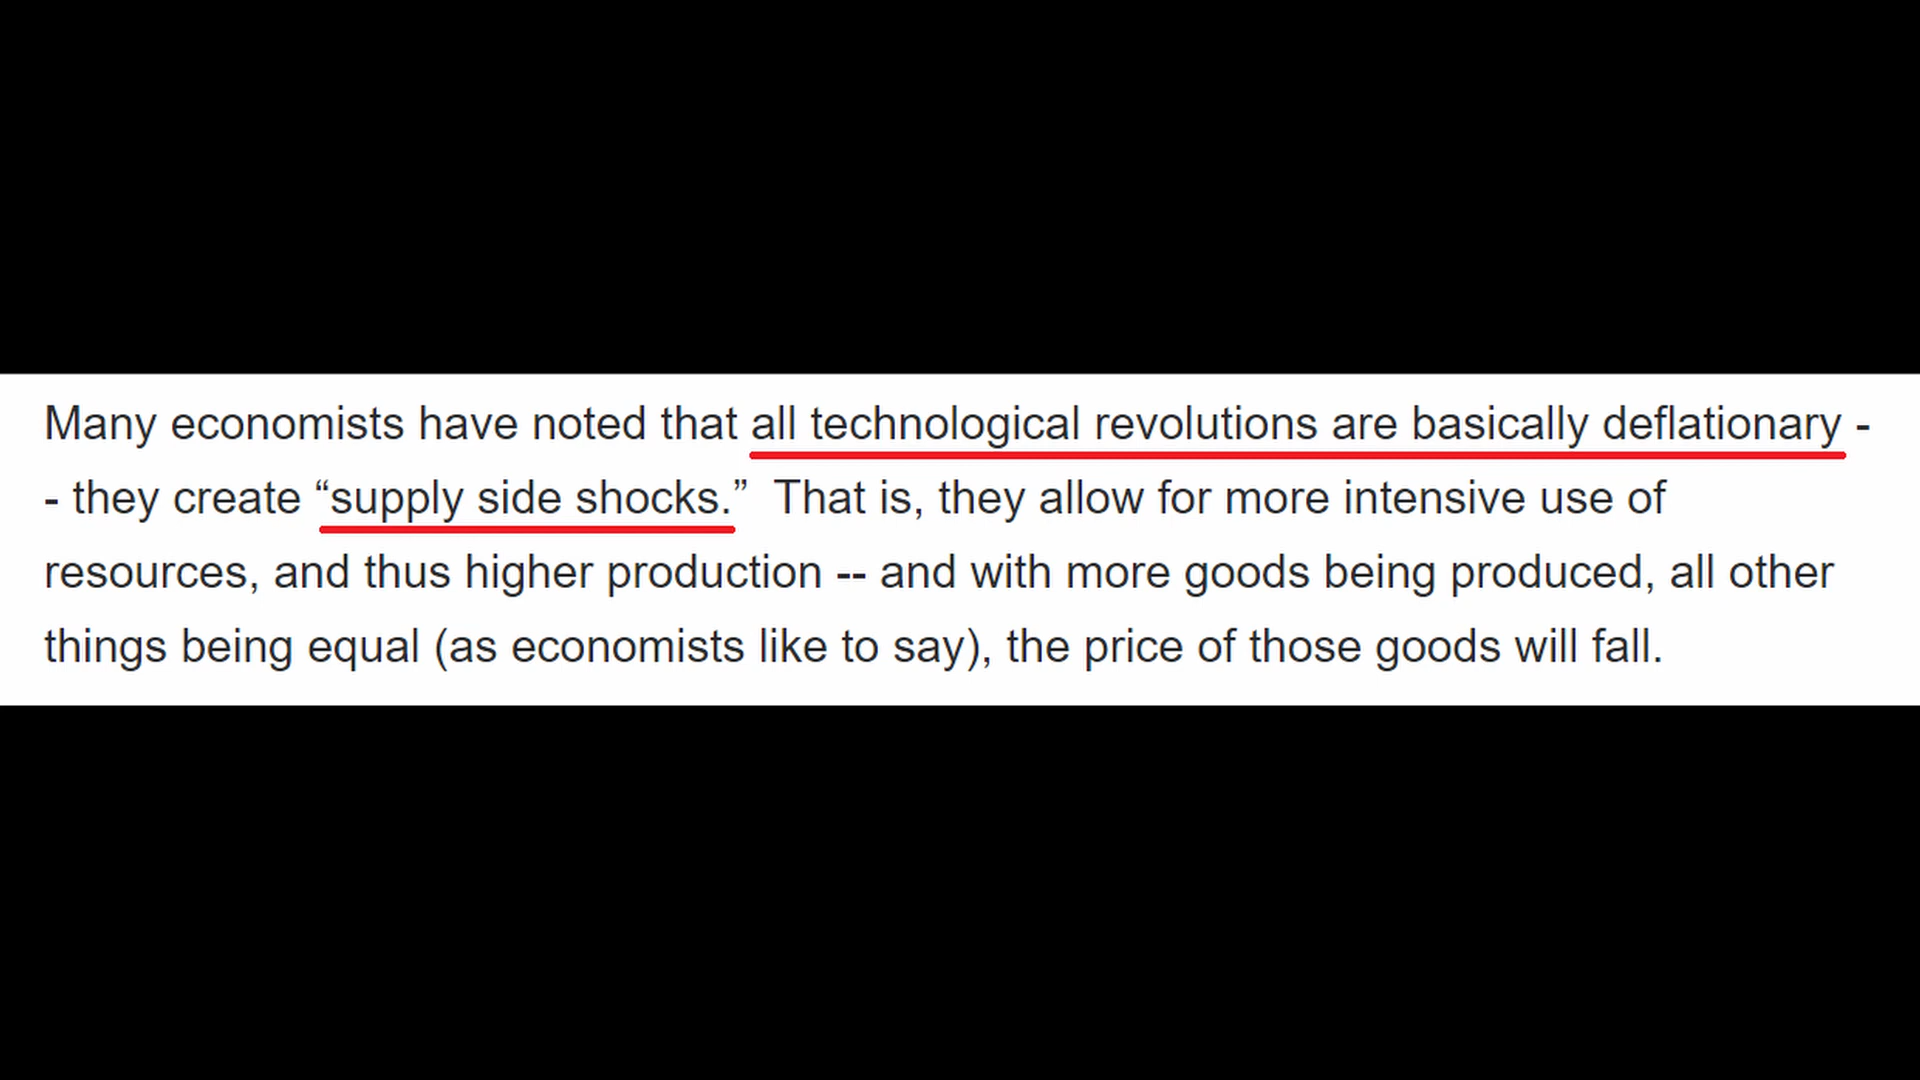 Many economists have noted that all technological revolutions are basically deflationary -
- they create “supply side shocks.”  That is, they allow for more intensive use of
resources, and thus higher production -- and with more goods being produced, all other
things being equal (as economists like to say), the price of those goods will fall.